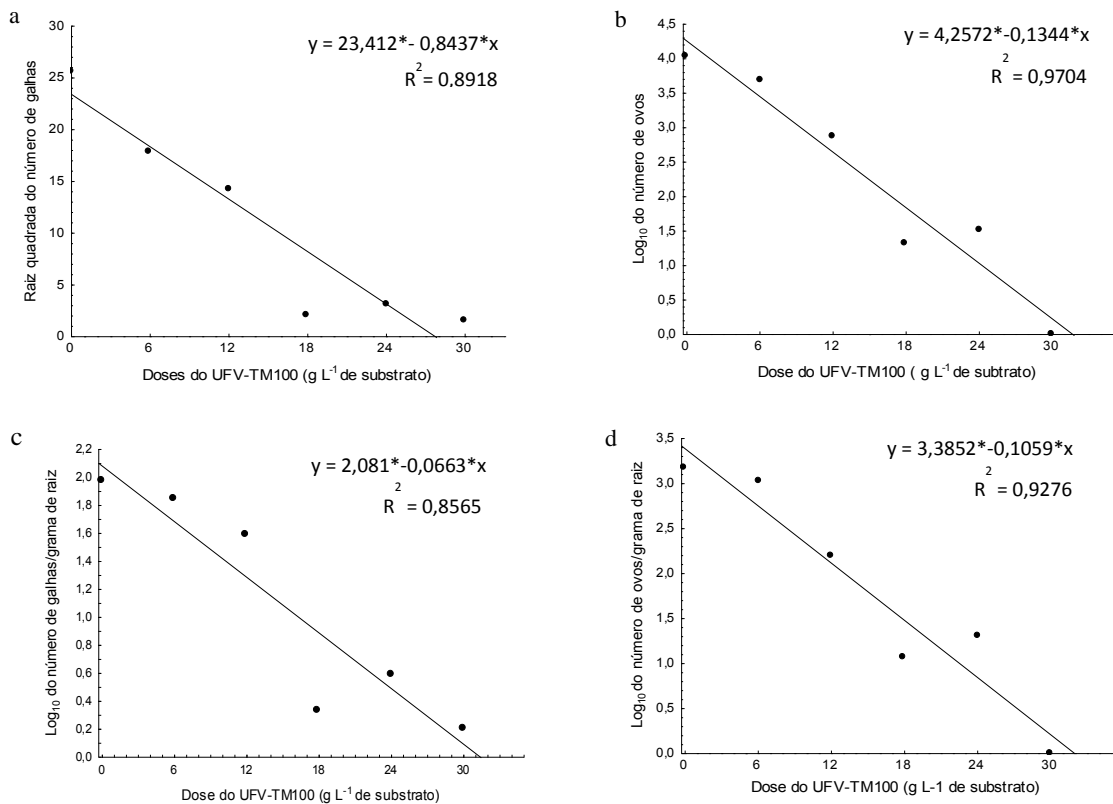 a
y = 23,412*- 0,8437*x
R2 = 0,8918
Raiz quadrada do número de galhas
30
25
20
15
10
5
0
0 6 12 18 24 30
Doses do UFV-TM100 (g L-1 de substrato)
b
y = 4,2572*-0,1344*x
R2 = 0,9704
Log10 do número de ovos
4,5
4,0
3,5
3,0
2,5
2,0
1,5
1,0
0,5
0,0
0 6 12 18 24 30
Dose do UFV-TM100 ( g L-1 de subtrato)
c
y = 2,081*-0,0663*x
R2 = 0,8565
Log10 do número de galhas/grama de raiz
2,2
2,0
1,8
1,6
1,4
1,2
1,0
0,8
0,6
0,4
0,2
0,0
0 6 12 18 24 30
Dose do UFV-TM100 (g L-1 de substrato)
d
y = 3,3852*-0,1059*x
R2 = 0,9276
Log10 do número de ovos/grama de raiz
3,5
3,0
2,5
2,0
1,5
1,0
0,5
0,0
0 6 12 18 24 30
Dose do UFV-TM100 (g L-1 de substrato)